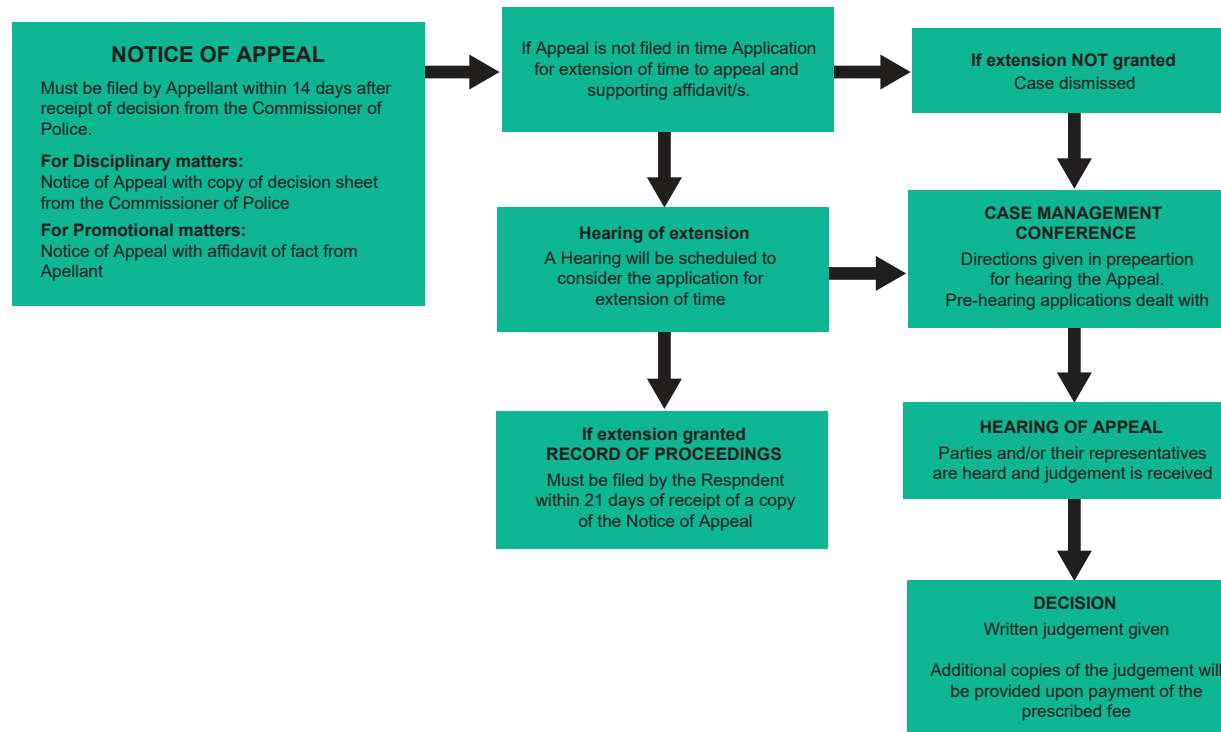 NOTICE OF APPEAL
Must be filed by Appellant within 14 days after
receipt of decision from the Commissioner of
Police.
For Disciplinary matters:
Notice of Appeal with copy of decision sheet
from the Commissioner of Police
For Promotional matters:
Notice of Appeal with affidavit of fact from
Apellant
If Appeal is not filed in time Application
for extension of time to appeal and
supporting affidavit/s.
If extension NOT granted
Case dismissed
Hearing of extension
A Hearing will be scheduled to
consider the application for
extension of time
CASE MANAGEMENT
CONFERENCE
Directions given in prepeartion
for hearing the Appeal.
Pre-hearing applications dealt with
If extension granted
RECORD OF PROCEEDINGS
Must be filed by the Respndent
within 21 days of receipt of a copy
of the Notice of Appeal
HEARING OF APPEAL
Parties and/or their representatives
are heard and judgement is received
DECISION
Written judgement given
Additional copies of the judgement will
be provided upon payment of the
prescribed fee